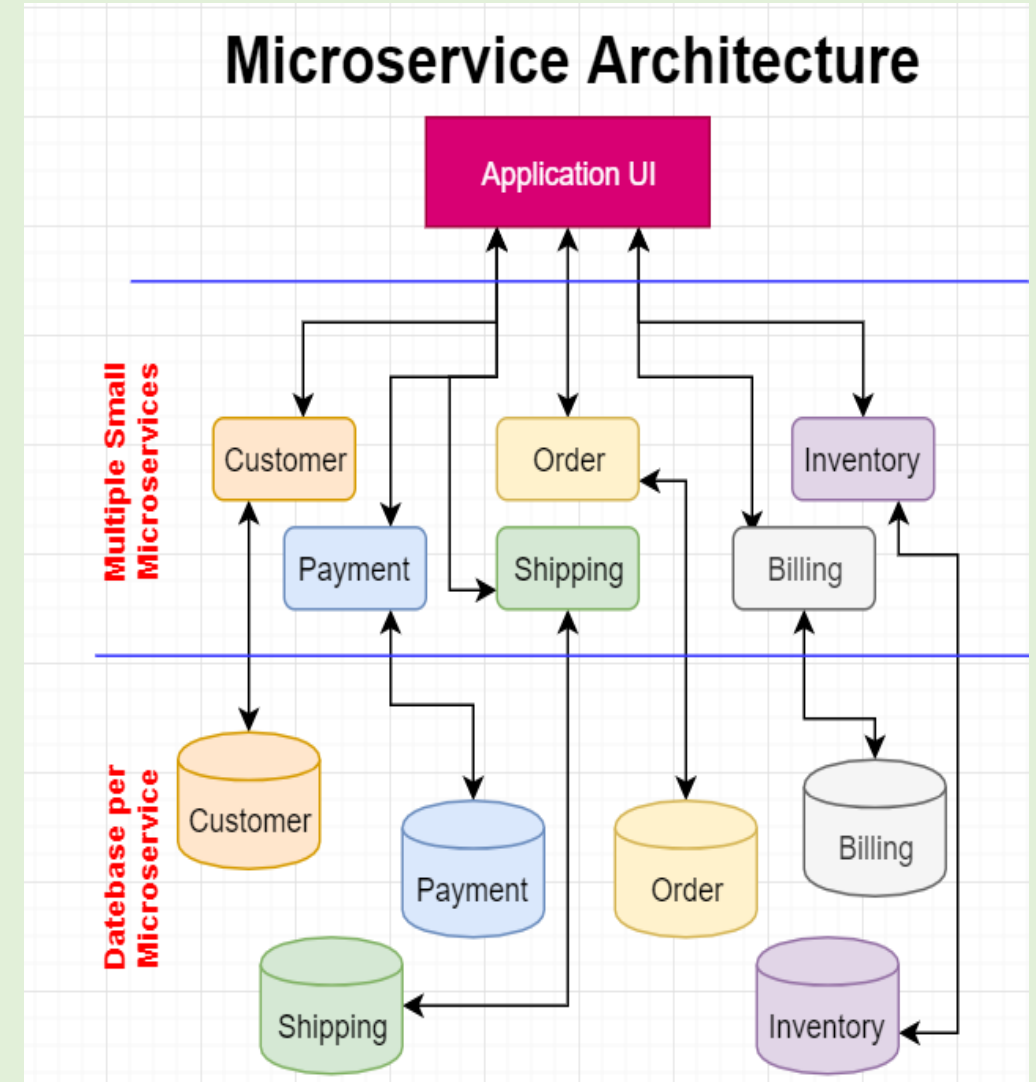 Microservice Architecture
Application UI
Multiple Small
Microservices
Customer
Order
Inventory
Payment
Shipping
Billing
Datebase per
Microservice
Customer
Payment
Order
Billing
Shipping
Inventory